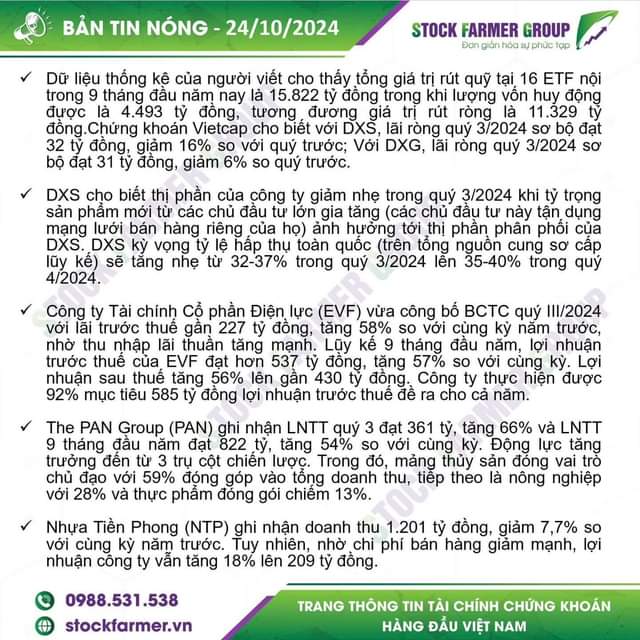 BẢN TIN NÓNG - 24/10/2024
STOCK FARMER GROUP
Đơn giản hóa sự phức tạp
✓ Dữ liệu thống kê của người viết cho thấy tổng giá trị rút quỹ tại 16 ETF nội
trong 9 tháng đầu năm nay là 15.822 tỷ đồng trong khi lượng vốn huy động
được là 4.493 tỷ đồng, tương đương giá trị rút ròng là 11.329 tỷ
đồng.Chứng khoán Vietcap cho biết với DXS, lãi ròng quý 3/2024 sơ bộ đạt
32 tỷ đồng, giảm 16% so với quý trước; Với DXG, lãi ròng quý 3/2024 sơ
bộ đạt 31 tỷ đồng, giảm 6% so quý trước.
✓ DXS cho biết thị phần của công ty giảm nhẹ trong quý 3/2024 khi tỷ trọng
sản phẩm mới từ các chủ đầu tư lớn gia tăng (các chủ đầu tư này tận dụng
mạng lưới bán hàng riêng của họ) ảnh hưởng tới thị phần phân phối của
DXS. DXS kỳ vọng tỷ lệ hấp thụ toàn quốc (trên tổng nguồn cung sơ cấp
lũy kế) sẽ tăng nhẹ từ 32-37% trong quý 3/2024 lên 35-40% trong quý
4/2024.
✓ Công ty Tài chính Cổ phần Điện lực (EVF) vừa công bố BCTC quý III/2024
với lãi trước thuế gần 227 tỷ đồng, tăng 58% so với cùng kỳ năm trước,
nhờ thu nhập lãi thuần tăng mạnh. Lũy kế 9 tháng đầu năm, lợi nhuận
trước thuế của EVF đạt hơn 537 tỷ đồng, tăng 57% so với cùng kỳ. Lợi
nhuận sau thuế tăng 56% lên gần 430 tỷ đồng. Công ty thực hiện được
92% mục tiêu 585 tỷ đồng lợi nhuận trước thuế đề ra cho cả năm.
✓ The PAN Group (PAN) ghi nhận LNTT quý 3 đạt 361 tỷ, tăng 66% và LNTT
9 tháng đầu năm đạt 822 tỷ, tăng 54% so với cùng kỳ. Động lực tăng
trưởng đến từ 3 trụ cột chiến lược. Trong đó, mảng thủy sản đóng vai trò
chủ đạo với 59% đóng góp vào tổng doanh thu, tiếp theo là nông nghiệp
với 28% và thực phẩm đóng gói chiếm 13%.
✓ Nhựa Tiền Phong (NTP) ghi nhận doanh thu 1.201 tỷ đồng, giảm 7,7% so
với cùng kỳ năm trước. Tuy nhiên, nhờ chi phí bán hàng giảm mạnh, lợi
nhuận công ty vẫn tăng 18% lên 209 tỷ đồng.
STOCK FARMER GROUP
0988.531.538
stockfarmer.vn
TRANG THÔNG TIN TÀI CHÍNH CHỨNG KHOÁN
HÀNG ĐẦU VIỆT NAM